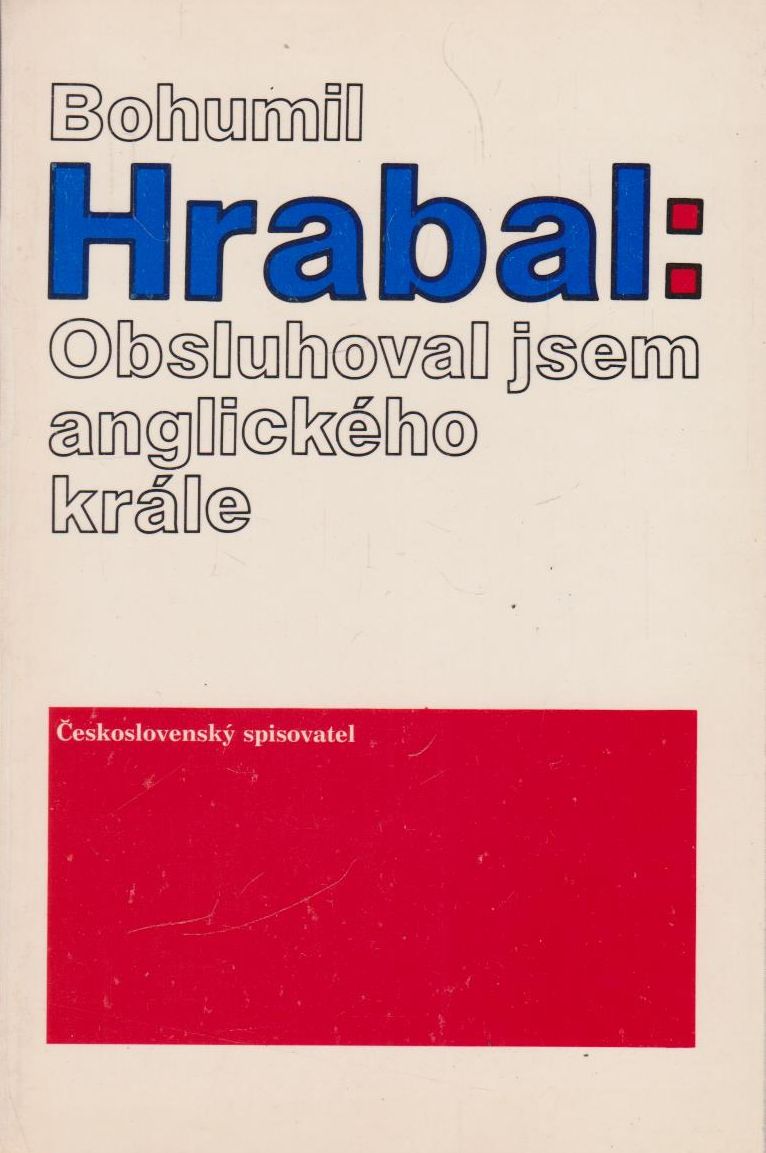 Bohumil
Hrabal:
Obsluhoval jsem
anglického
krále
Československý spisovatel